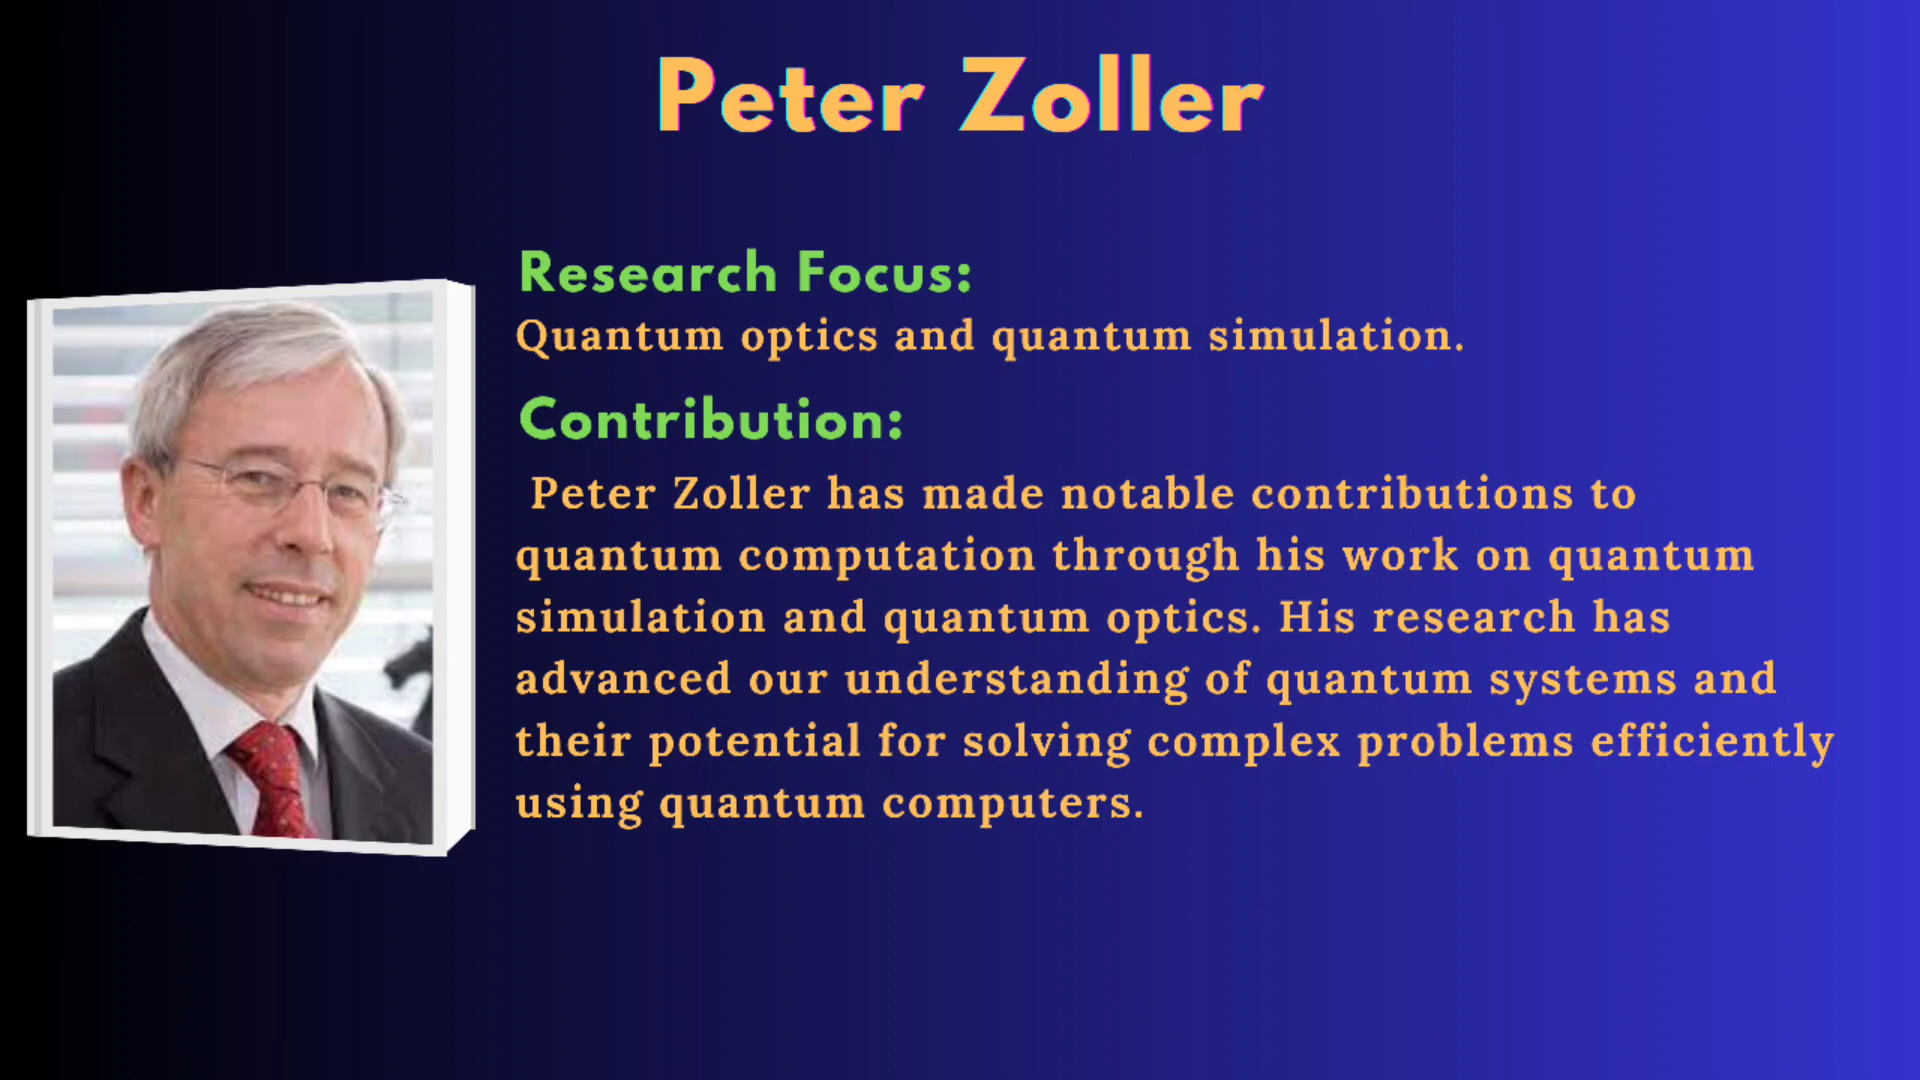 Peter Zoller
Research Focus:
Quantum optics and quantum simulation.
Contribution:
Peter Zoller has made notable contributions to
quantum computation through his work on quantum
simulation and quantum optics. His research has
advanced our understanding of quantum systems and
their potential for solving complex problems efficiently
using quantum computers.